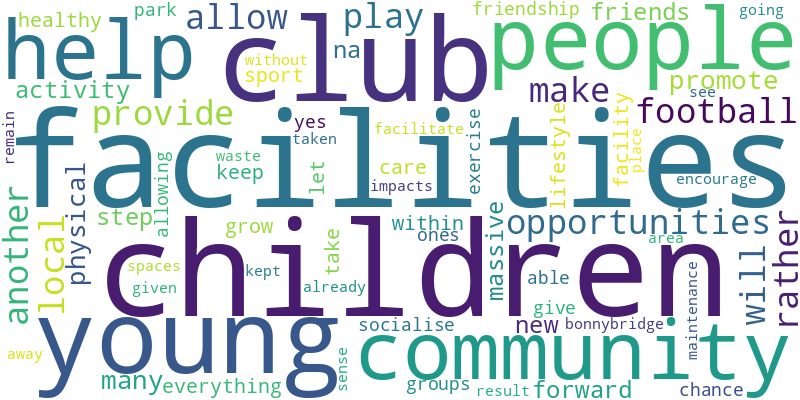 healthy
park
allow
play
friendship
friends
going
help
club
people
na
without
sport
activity
make
promote
see
provide
football
remain
facilities
yes
facilitate
taken
exercise
lifestyle
facility
place
waste
keep
let
care
impacts
encourage
allowing
physical
another
local
step
children
grow
within
ones
massive
opportunities
area
rather
will
take
spaces
kept
given
already
able
give
maintenance
young
socialise
new
bonnybridge
community
away
many
everything
sense
groups
result
forward
chance